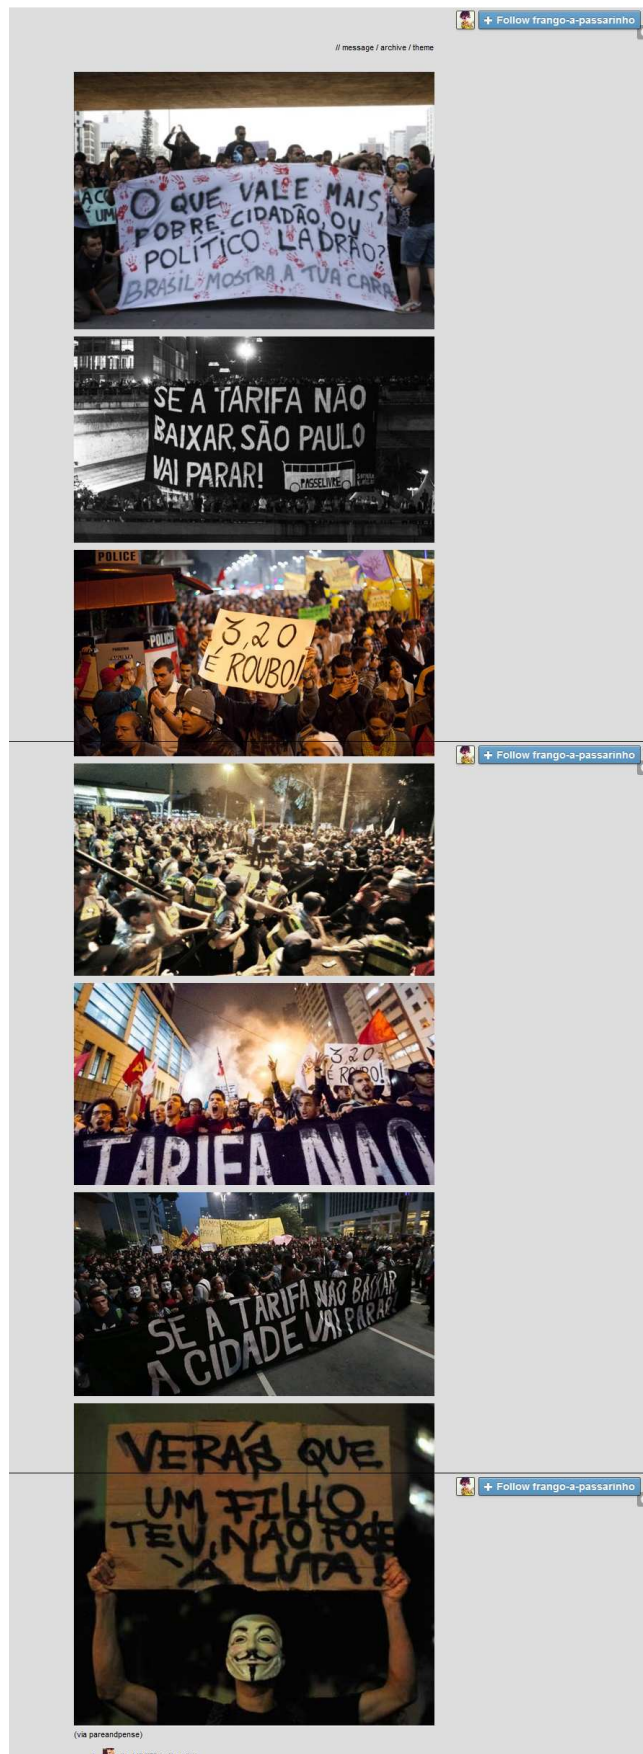 + Follow frango-a-passarinho
// message / archive / theme
O QUE VALE MAIS,
POBRE CIDADÃO, OU
POLÍTICO LADRÃO?
BRASIL MOSTRA A TUA CARA
SE A TARIFA NÃO
BAIXAR, SÃO PAULO
VAI PARAR!
PASSELIVRE
POLICE
POLICIA
3,20
É ROUBO!
+ Follow frango-a-passarinho
3,20
É ROUBO!
TARIFA NÃO
SE A TARIFA NÃO BAIXAR
A CIDADE VAI PARAR!
VERÁS QUE
+ Follow frango-a-passarinho
UM FILHO
TEU, NÃO FOGE
À LUTA!
(via pareandpense)